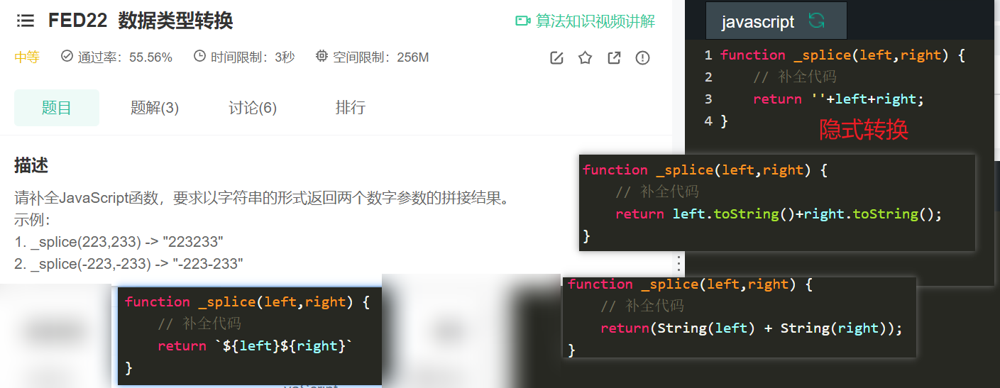 FED22 数据类型转换
算法知识视频讲解
中等 通过率：55.56% 时间限制：3秒 空间限制：256M
题目 题解(3) 讨论(6) 排行
描述
请补全JavaScript函数，要求以字符串的形式返回两个数字参数的拼接结果。
示例：
1. _splice(223,233) -> "223233"
2. _splice(-223,-233) -> "-223-233"
javascript
1 function _splice(left,right) {
2 // 补全代码
3 return ''+left+right;
4 }
隐式转换
function _splice(left,right) {
// 补全代码
return left.toString()+right.toString();
}
function _splice(left,right) {
// 补全代码
return `${left}${right}`
}
function _splice(left,right) {
// 补全代码
return(String(left) + String(right));
}